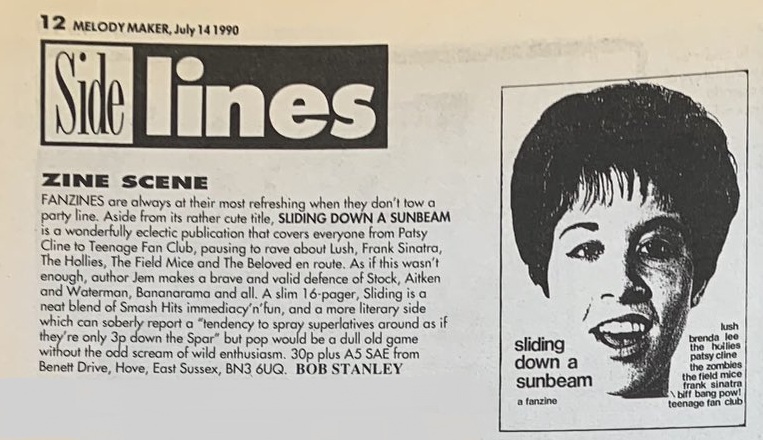 12 MELODY MAKER, July 14 1990
Side lines
ZINE SCENE
FANZINES are always at their most refreshing when they don't tow a
party line. Aside from its rather cute title, SLIDING DOWN A SUNBEAM
is a wonderfully eclectic publication that covers everyone from Patsy
Cline to Teenage Fan Club, pausing to rave about Lush, Frank Sinatra,
The Hollies, The Field Mice and The Beloved en route. As if this wasn't
enough, author Jem makes a brave and valid defence of Stock, Aitken
and Waterman, Bananarama and all. A slim 16-pager, Sliding is a
neat blend of Smash Hits immediacy'n'fun, and a more literary side
which can soberly report a "tendency to spray superlatives around as if
they're only 3p down the Spar" but pop would be a dull old game
without the odd scream of wild enthusiasm. 30p plus A5 SAE from
Benett Drive, Hove, East Sussex, BN3 6UQ. BOB STANLEY
sliding
down a
sunbeam
a fanzine
lush
brenda lee
the hollies
patsy cline
the zombies
the field mice
frank sinatra
biff bang pow!
teenage fan club